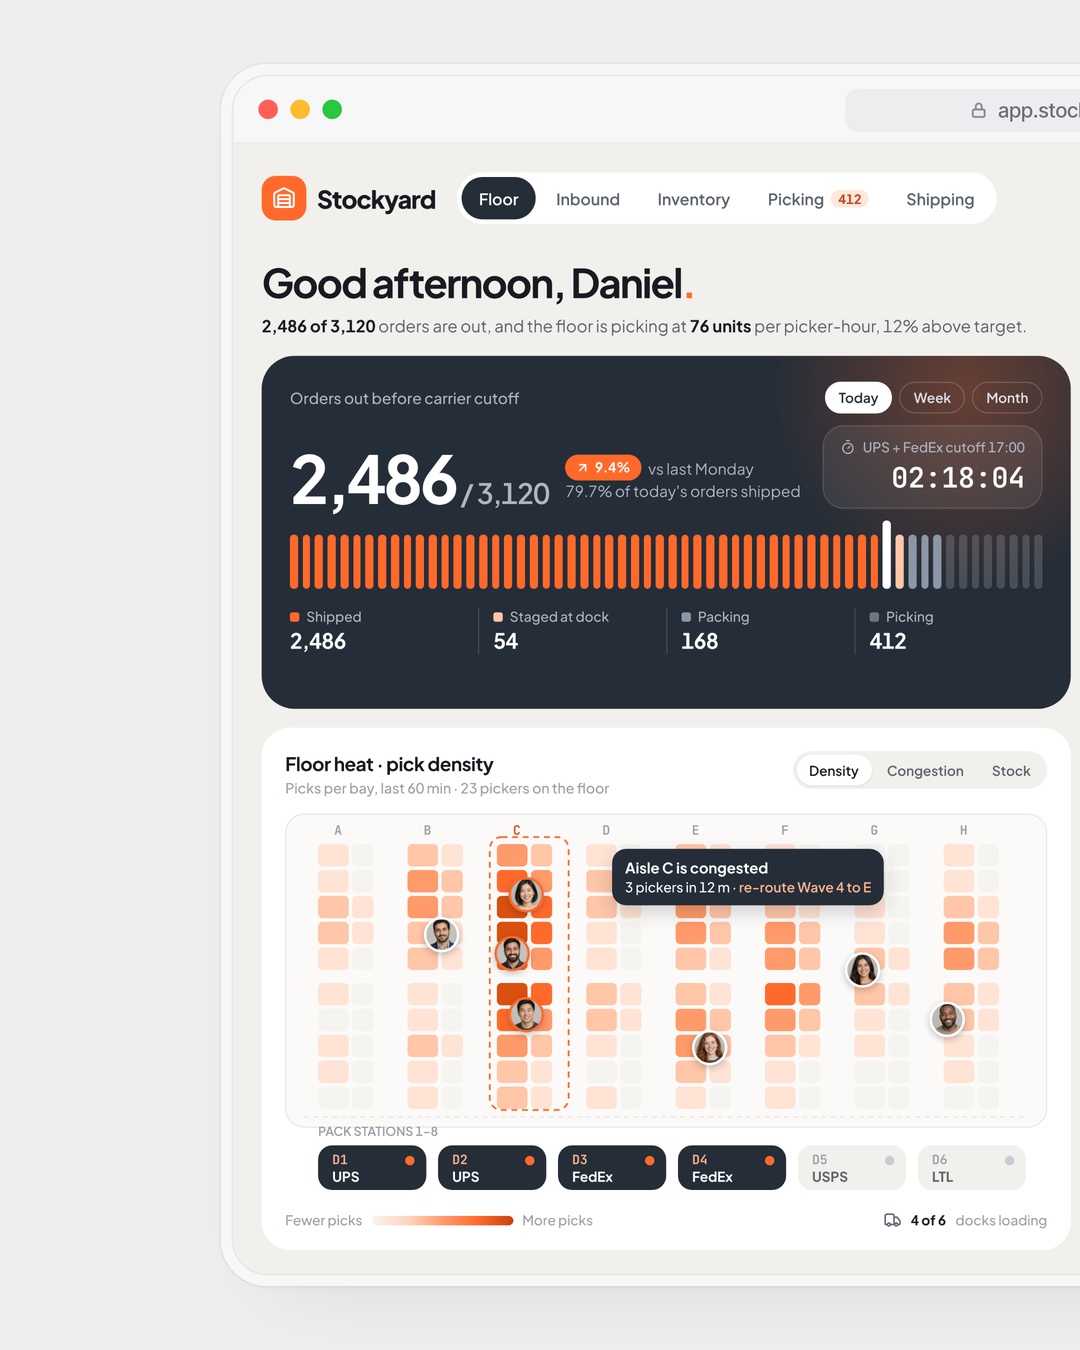 app.stock
Stockyard
Floor
Inbound
Inventory
Picking 412
Shipping
Good afternoon, Daniel.
2,486 of 3,120 orders are out, and the floor is picking at 76 units per picker-hour, 12% above target.
Orders out before carrier cutoff
Today
Week
Month
UPS + FedEx cutoff 17:00
02:18:04
2,486 / 3,120
9.4% vs last Monday
79.7% of today's orders shipped
Shipped
2,486
Staged at dock
54
Packing
168
Picking
412
Floor heat · pick density
Picks per bay, last 60 min · 23 pickers on the floor
Density
Congestion
Stock
A B C D E F G H
Aisle C is congested
3 pickers in 12 m · re-route Wave 4 to E
PACK STATIONS 1–8
D1
UPS
D2
UPS
D3
FedEx
D4
FedEx
D5
USPS
D6
LTL
Fewer picks
More picks
4 of 6 docks loading